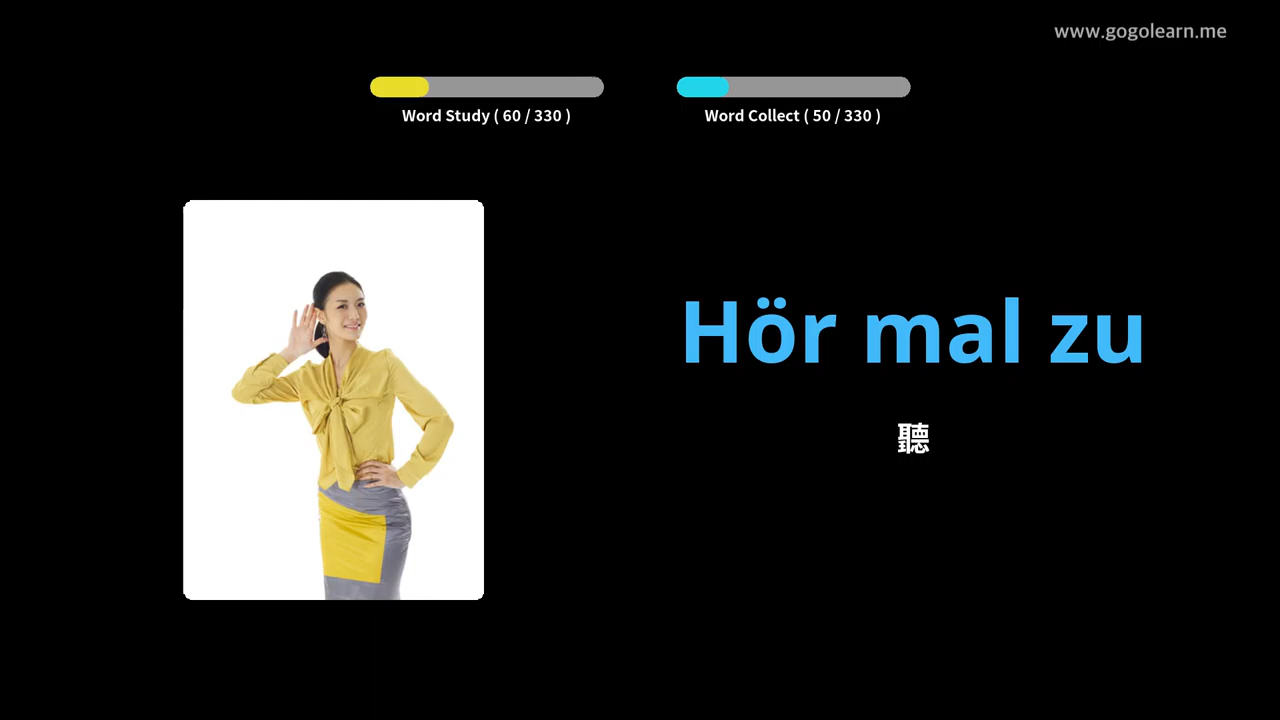 www.gogolearn.me
Word Study ( 60 / 330 )
Word Collect ( 50 / 330 )
Hör mal zu
聽